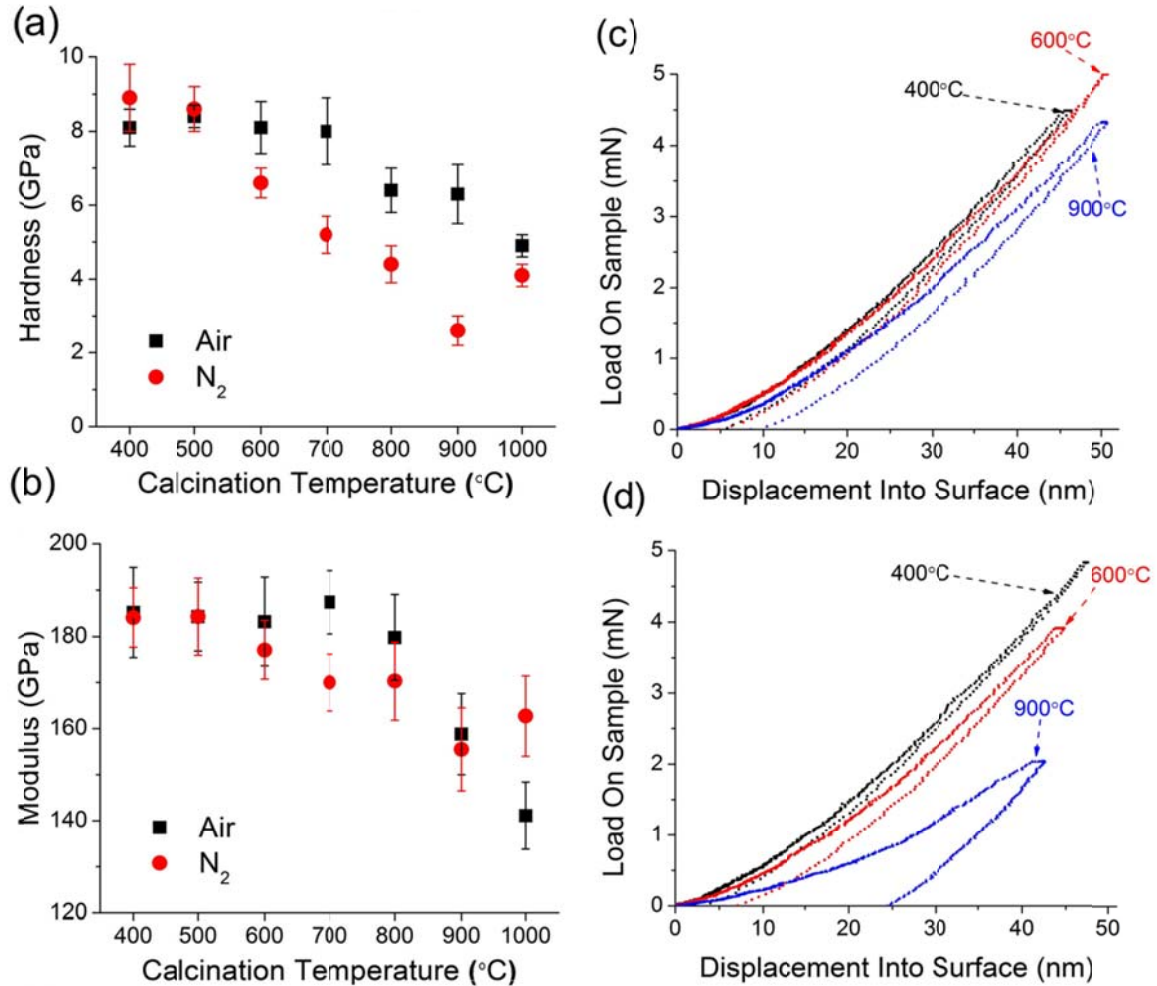 (a)
10
8
6
4
2
0
Hardness (GPa)
Air
N₂
400 500 600 700 800 900 1000
Calcination Temperature (°C)
(b)
200
180
160
140
120
Modulus (GPa)
Air
N₂
400 500 600 700 800 900 1000
Calcination Temperature (°C)
(c)
600°C
400°C
900°C
5
4
3
2
1
0
Load On Sample (mN)
0 10 20 30 40 50
Displacement Into Surface (nm)
(d)
400°C
600°C
900°C
5
4
3
2
1
0
Load On Sample (mN)
0 10 20 30 40 50
Displacement Into Surface (nm)